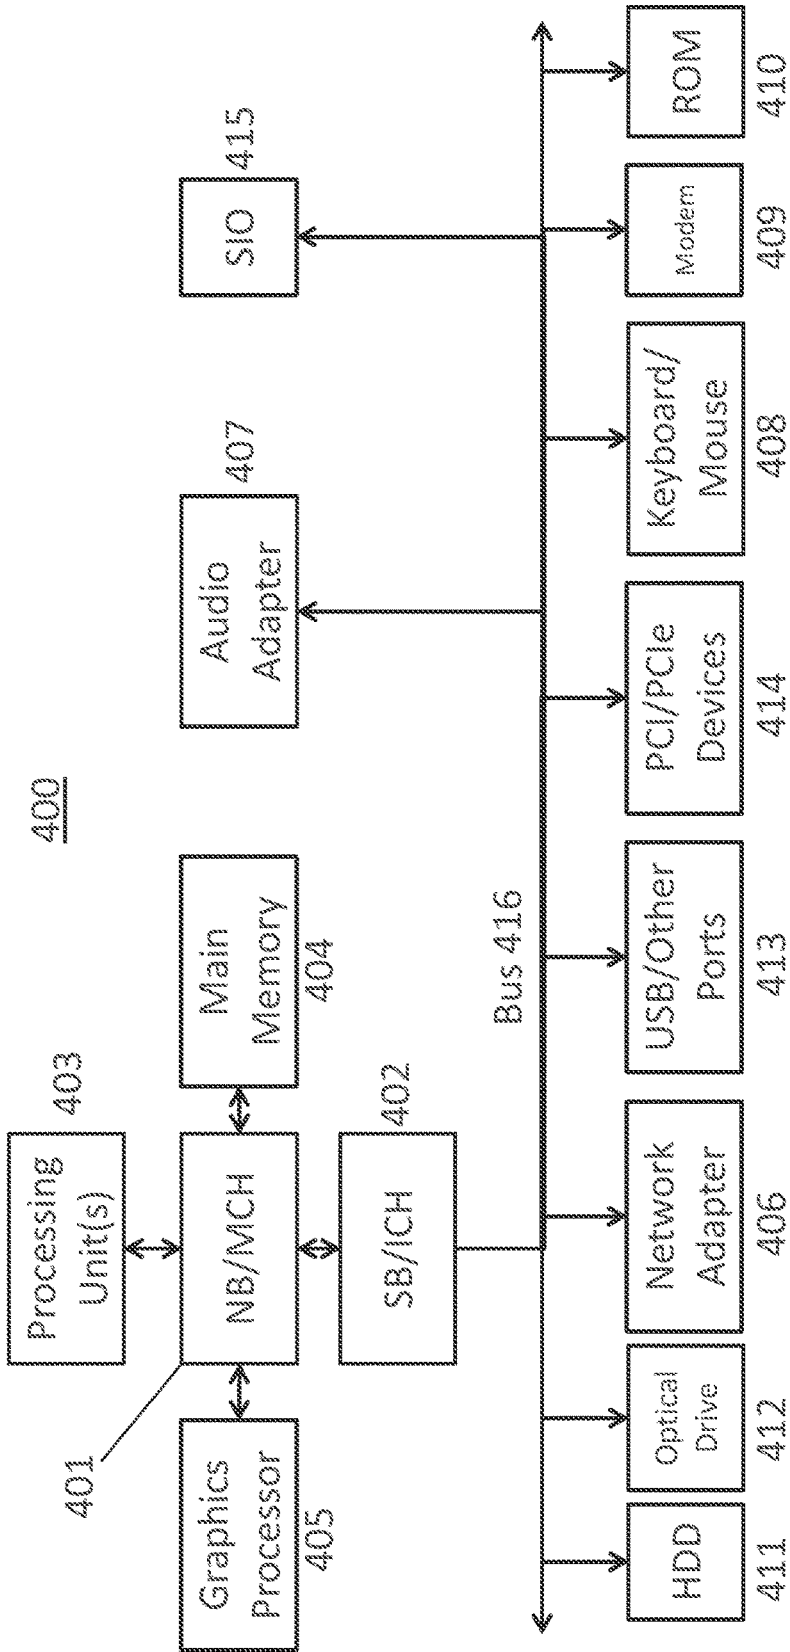 400
Processing
Unit(s)
403
401
Graphics
Processor
405
NB/MCH
Main
Memory
404
Audio
Adapter
407
SIO
415
SB/ICH
402
Bus 416
HDD
411
Optical
Drive
412
Network
Adapter
406
USB/Other
Ports
413
PCI/PCIe
Devices
414
Keyboard/
Mouse
408
Modem
409
ROM
410